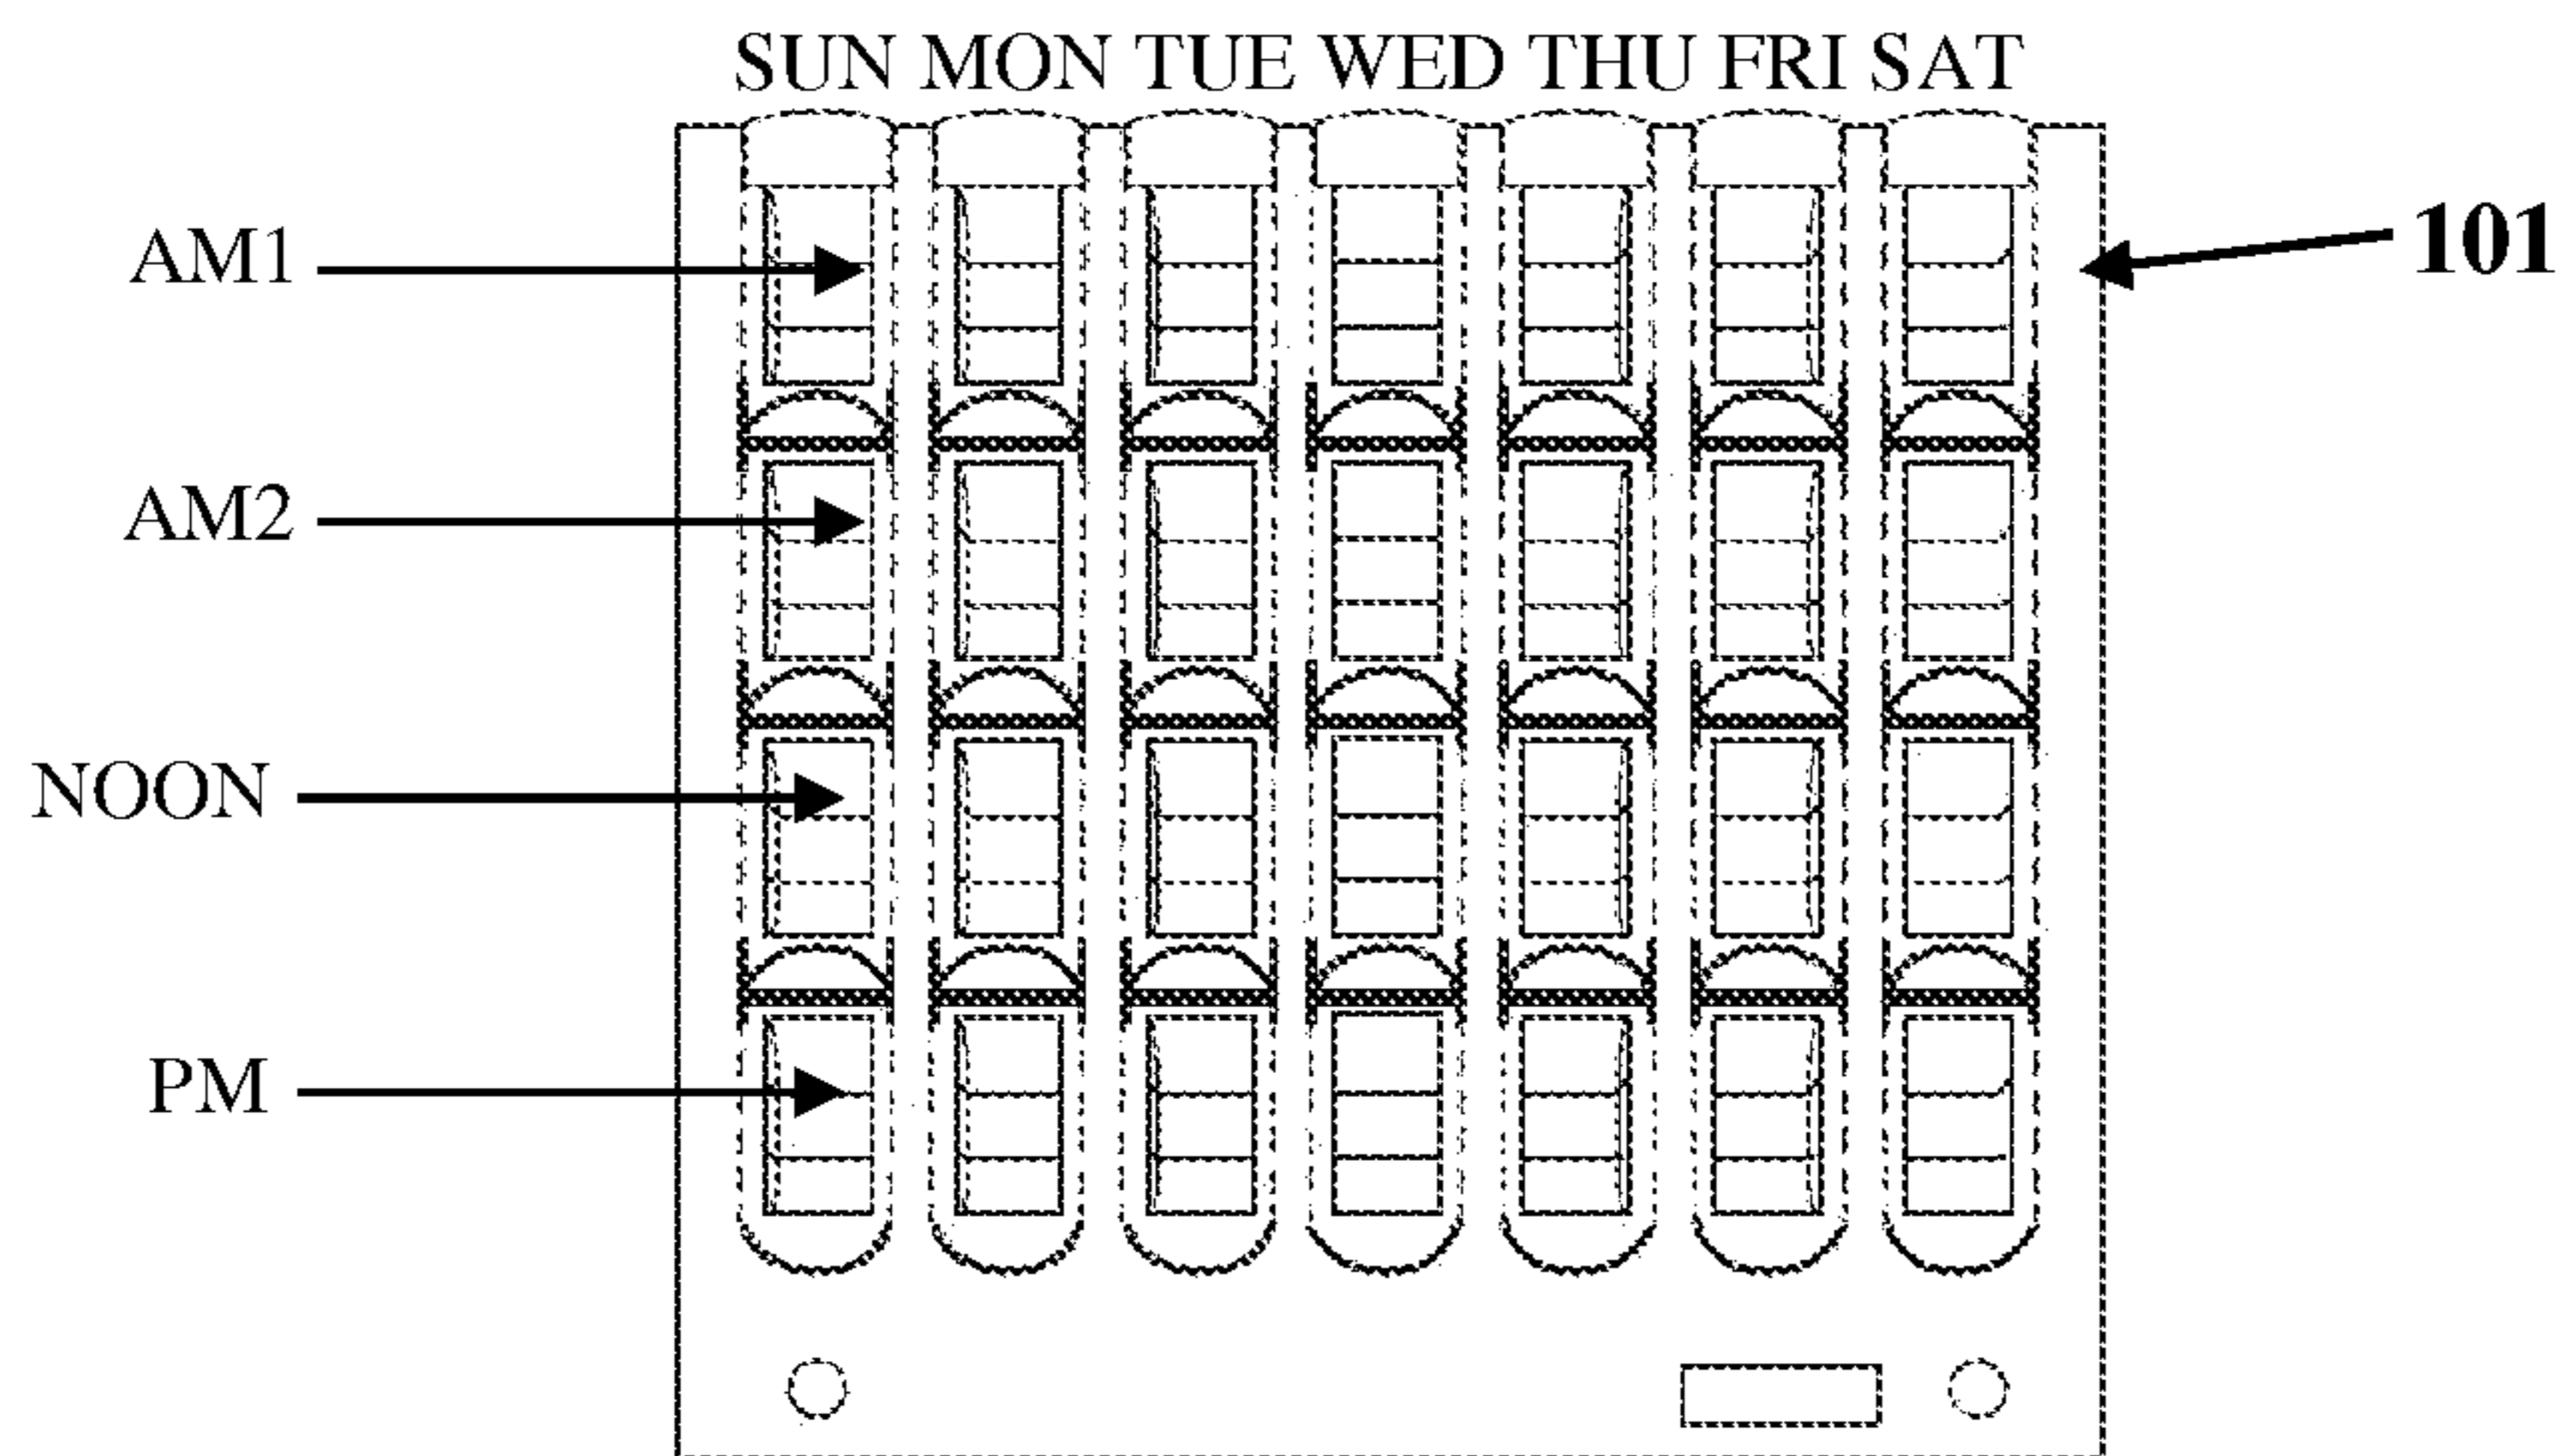 SUN MON TUE WED THU FRI SAT
AM1
101
AM2
NOON
PM